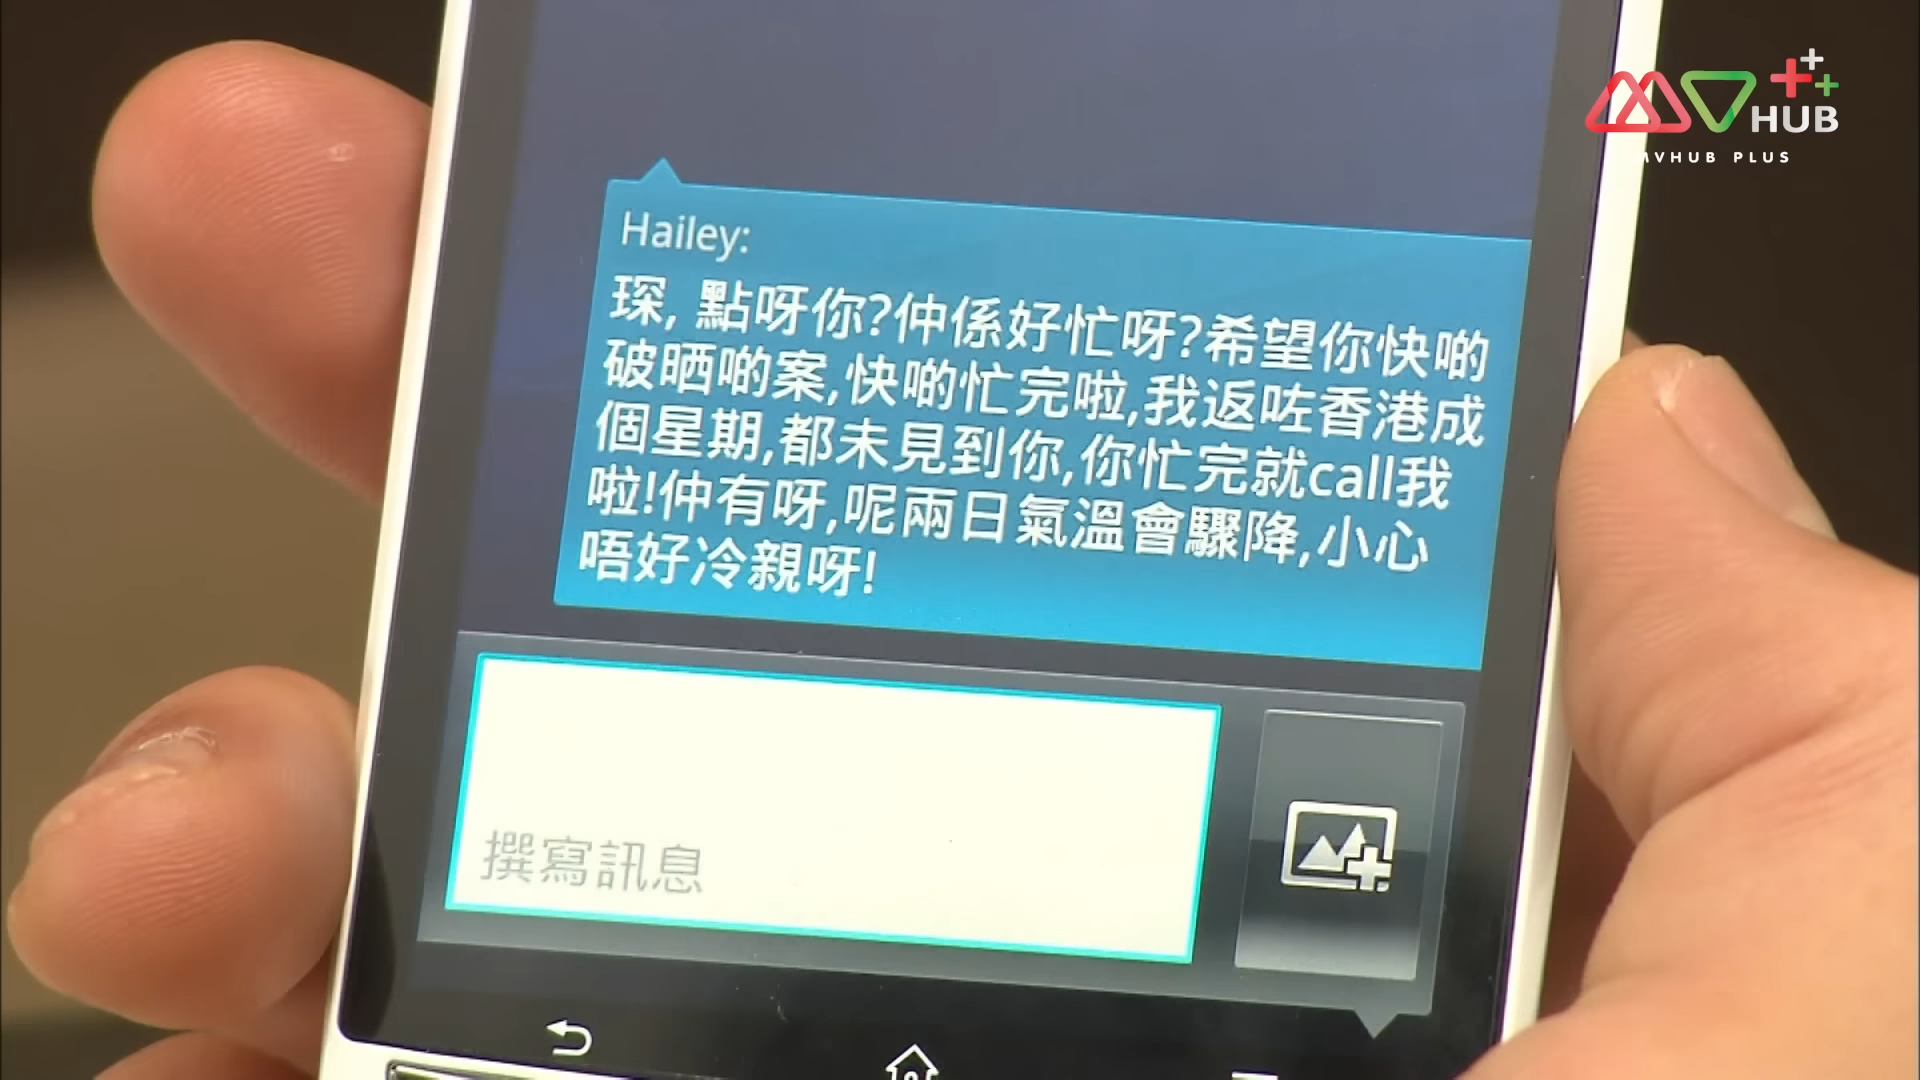 HUB
MVHUB PLUS
Hailey:
琛, 點呀你?仲係好忙呀?希望你快啲
破晒啲案,快啲忙完啦,我返咗香港成
個星期,都未見到你,你忙完就call我
啦!仲有呀,呢兩日氣溫會驟降,小心
唔好冷親呀!
撰寫訊息